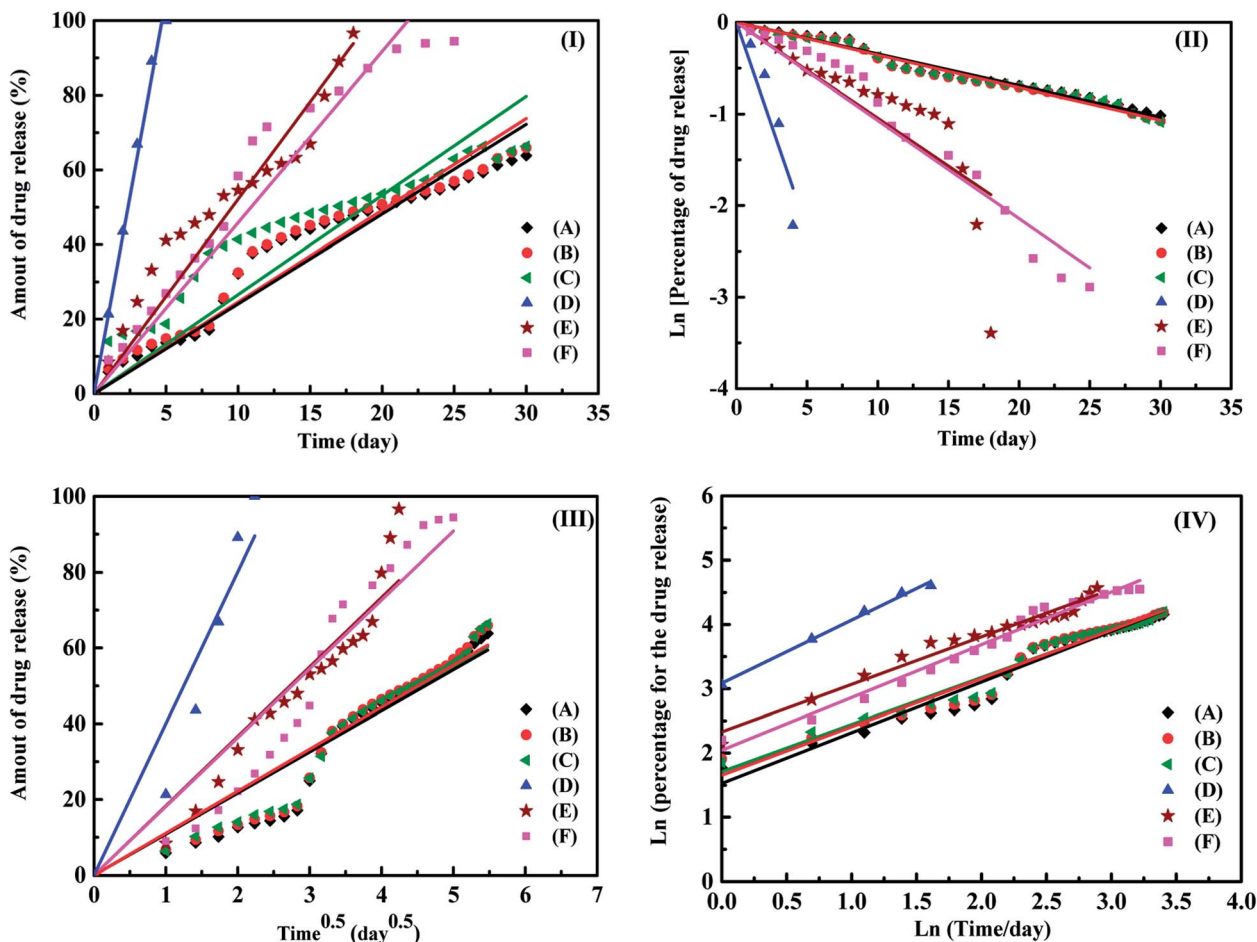 (I)
Amout of drug release (%)
100
80
60
40
20
0
(A)
(B)
(C)
(D)
(E)
(F)
0 5 10 15 20 25 30 35
Time (day)
(II)
Ln [Percentage of drug release]
0
-1
-2
-3
-4
(A)
(B)
(C)
(D)
(E)
(F)
0 5 10 15 20 25 30 35
Time (day)
(III)
Amount of drug release (%)
100
80
60
40
20
0
(A)
(B)
(C)
(D)
(E)
(F)
0 1 2 3 4 5 6 7
Time^0.5 (day^0.5)
(IV)
Ln (percentage for the drug release)
6
5
4
3
2
1
0
(A)
(B)
(C)
(D)
(E)
(F)
0.0 0.5 1.0 1.5 2.0 2.5 3.0 3.5 4.0
Ln (Time/day)